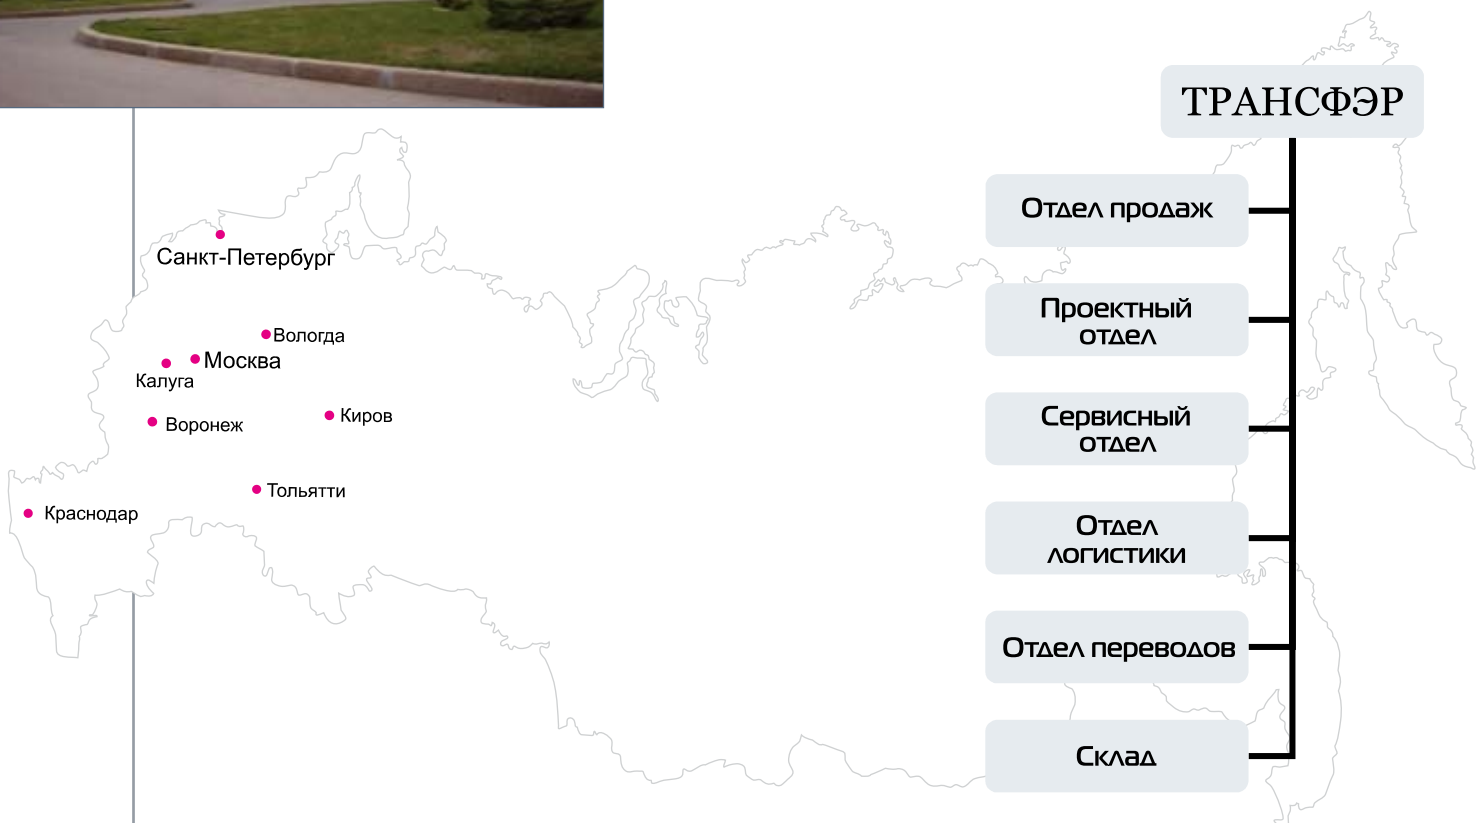 ТРАНСФЭР
Отдел продаж
Проектный
отдел
Сервисный
отдел
Отдел
логистики
Отдел переводов
Склад
Санкт-Петербург
Вологда
Москва
Калуга
Киров
Воронеж
Тольятти
Краснодар